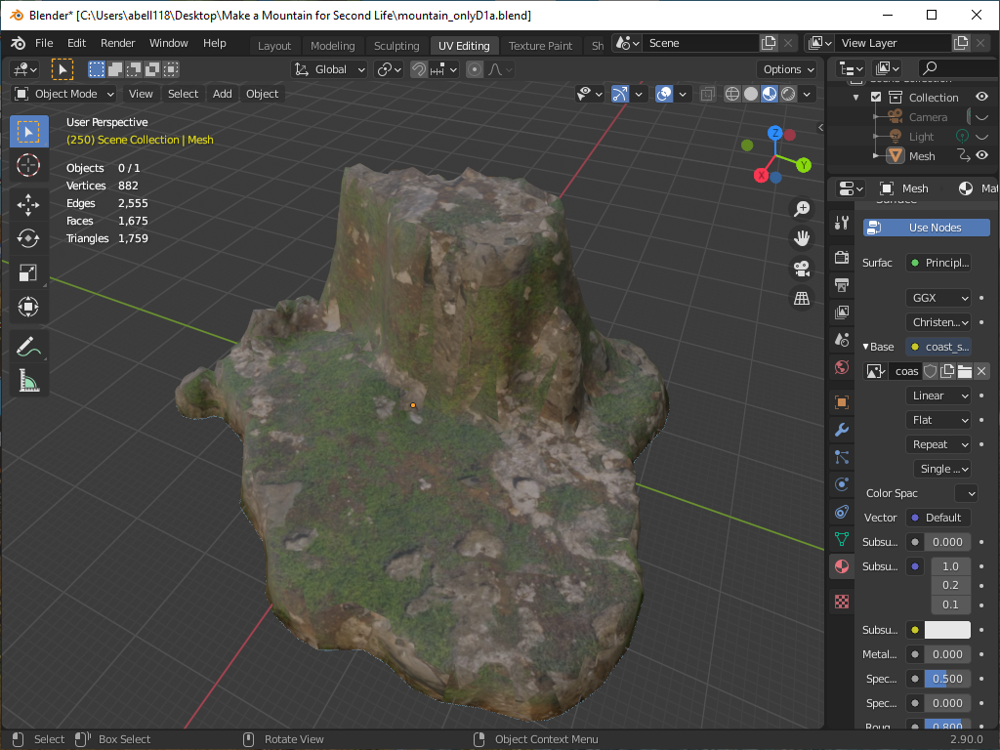 Blender* [C:\Users\abell118\Desktop\Make a Mountain for Second Life\mountain_onlyD1a.blend]
File Edit Render Window Help Layout Modeling Sculpting UV Editing Texture Paint Sh Scene View Layer
Global Options
Object Mode View Select Add Object
User Perspective
(250) Scene Collection | Mesh
Objects 0 / 1
Vertices 882
Edges 2,555
Faces 1,675
Triangles 1,759
Z
Y
X
Collection
Camera
Light
Mesh
Mesh Mat
Surface
Use Nodes
Surfac Principl...
GGX
Christen...
Base coast_s...
coas
Linear
Flat
Repeat
Single ...
Color Spac
Vector Default
Subsu... 0.000
Subsu... 1.0
0.2
0.1
Subsu...
Metal... 0.000
Spec... 0.500
Spec... 0.000
Roug... 0.800
Select Box Select Rotate View Object Context Menu 2.90.0